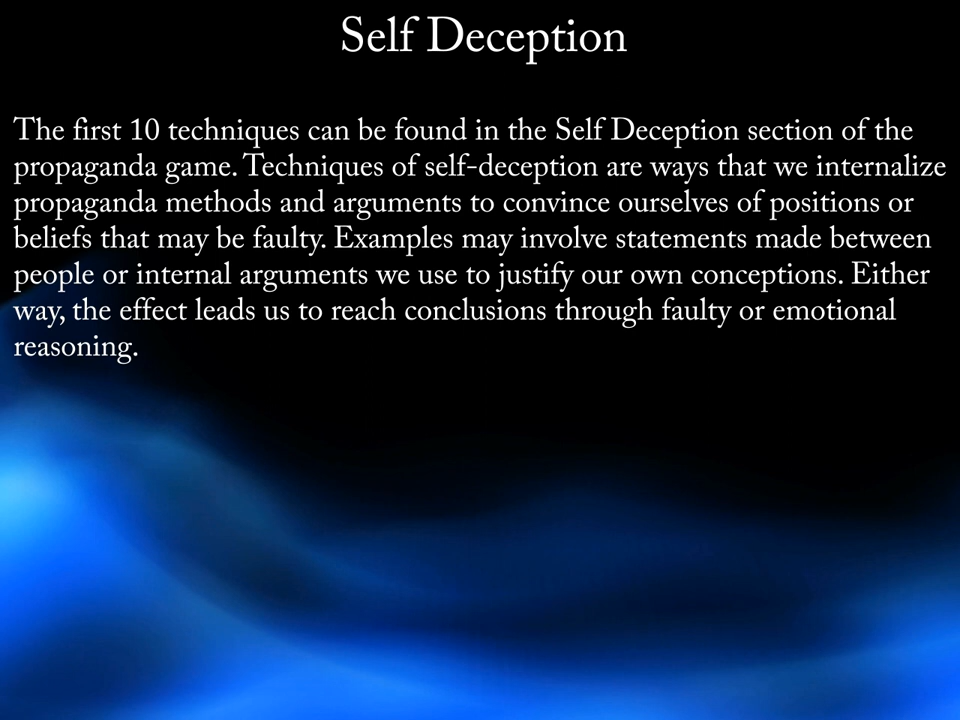 Self Deception
The first 10 techniques can be found in the Self Deception section of the
propaganda game. Techniques of self-deception are ways that we internalize
propaganda methods and arguments to convince ourselves of positions or
beliefs that may be faulty. Examples may involve statements made between
people or internal arguments we use to justify our own conceptions. Either
way, the effect leads us to reach conclusions through faulty or emotional
reasoning.